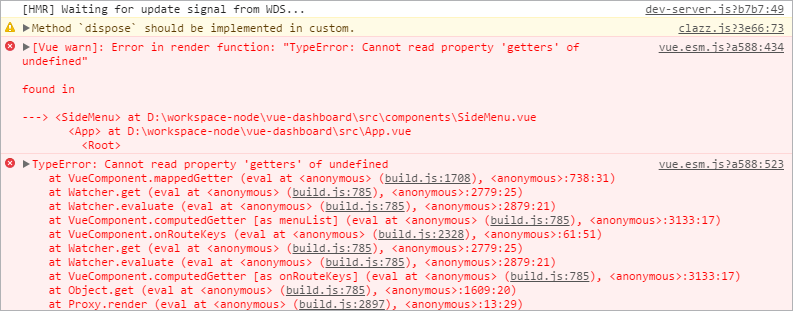 [HMR] Waiting for update signal from WDS... dev-server.js?b7b7:49
Method `dispose` should be implemented in custom. clazz.js?3e66:73
[Vue warn]: Error in render function: "TypeError: Cannot read property 'getters' of vue.esm.js?a588:434
undefined"
found in
---> <SideMenu> at D:\workspace-node\vue-dashboard\src\components\SideMenu.vue
<App> at D:\workspace-node\vue-dashboard\src\App.vue
<Root>
TypeError: Cannot read property 'getters' of undefined vue.esm.js?a588:523
at VueComponent.mappedGetter (eval at <anonymous> (build.js:1708), <anonymous>:738:31)
at Watcher.get (eval at <anonymous> (build.js:785), <anonymous>:2779:25)
at Watcher.evaluate (eval at <anonymous> (build.js:785), <anonymous>:2879:21)
at VueComponent.computedGetter [as menuList] (eval at <anonymous> (build.js:785), <anonymous>:3133:17)
at VueComponent.onRouteKeys (eval at <anonymous> (build.js:2328), <anonymous>:61:51)
at Watcher.get (eval at <anonymous> (build.js:785), <anonymous>:2779:25)
at Watcher.evaluate (eval at <anonymous> (build.js:785), <anonymous>:2879:21)
at VueComponent.computedGetter [as onRouteKeys] (eval at <anonymous> (build.js:785), <anonymous>:3133:17)
at Object.get (eval at <anonymous> (build.js:785), <anonymous>:1609:20)
at Proxy.render (eval at <anonymous> (build.js:2897), <anonymous>:13:29)